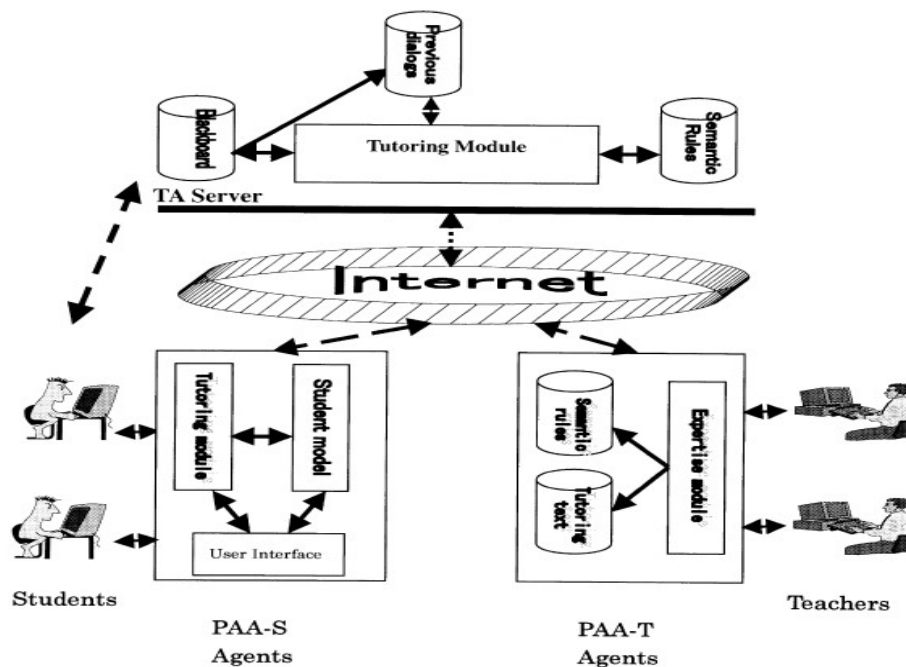 Previous
dialogs
Blackboard
Tutoring Module
Semantic
Rules
TA Server
Internet
Tutoring module
Student model
User Interface
Semantic
rules
Tutoring
text
Expertise module
Students
Teachers
PAA-S
Agents
PAA-T
Agents